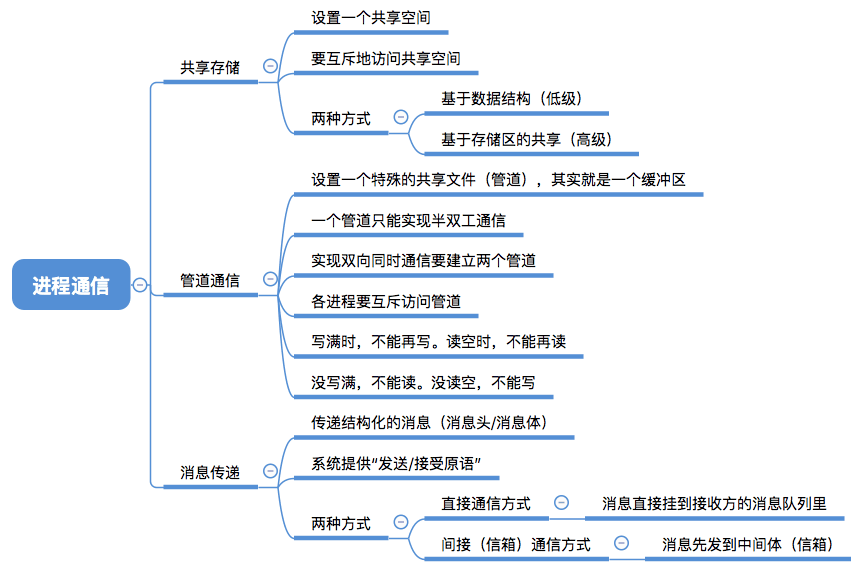 设置一个共享空间
共享存储
要互斥地访问共享空间
两种方式
基于数据结构（低级）
基于存储区的共享（高级）
设置一个特殊的共享文件（管道），其实就是一个缓冲区
一个管道只能实现半双工通信
实现双向同时通信要建立两个管道
管道通信
进程通信
各进程要互斥访问管道
写满时，不能再写。读空时，不能再读
没写满，不能读。没读空，不能写
传递结构化的消息（消息头/消息体）
系统提供“发送/接受原语”
消息传递
两种方式
直接通信方式
消息直接挂到接收方的消息队列里
间接（信箱）通信方式
消息先发到中间体（信箱）